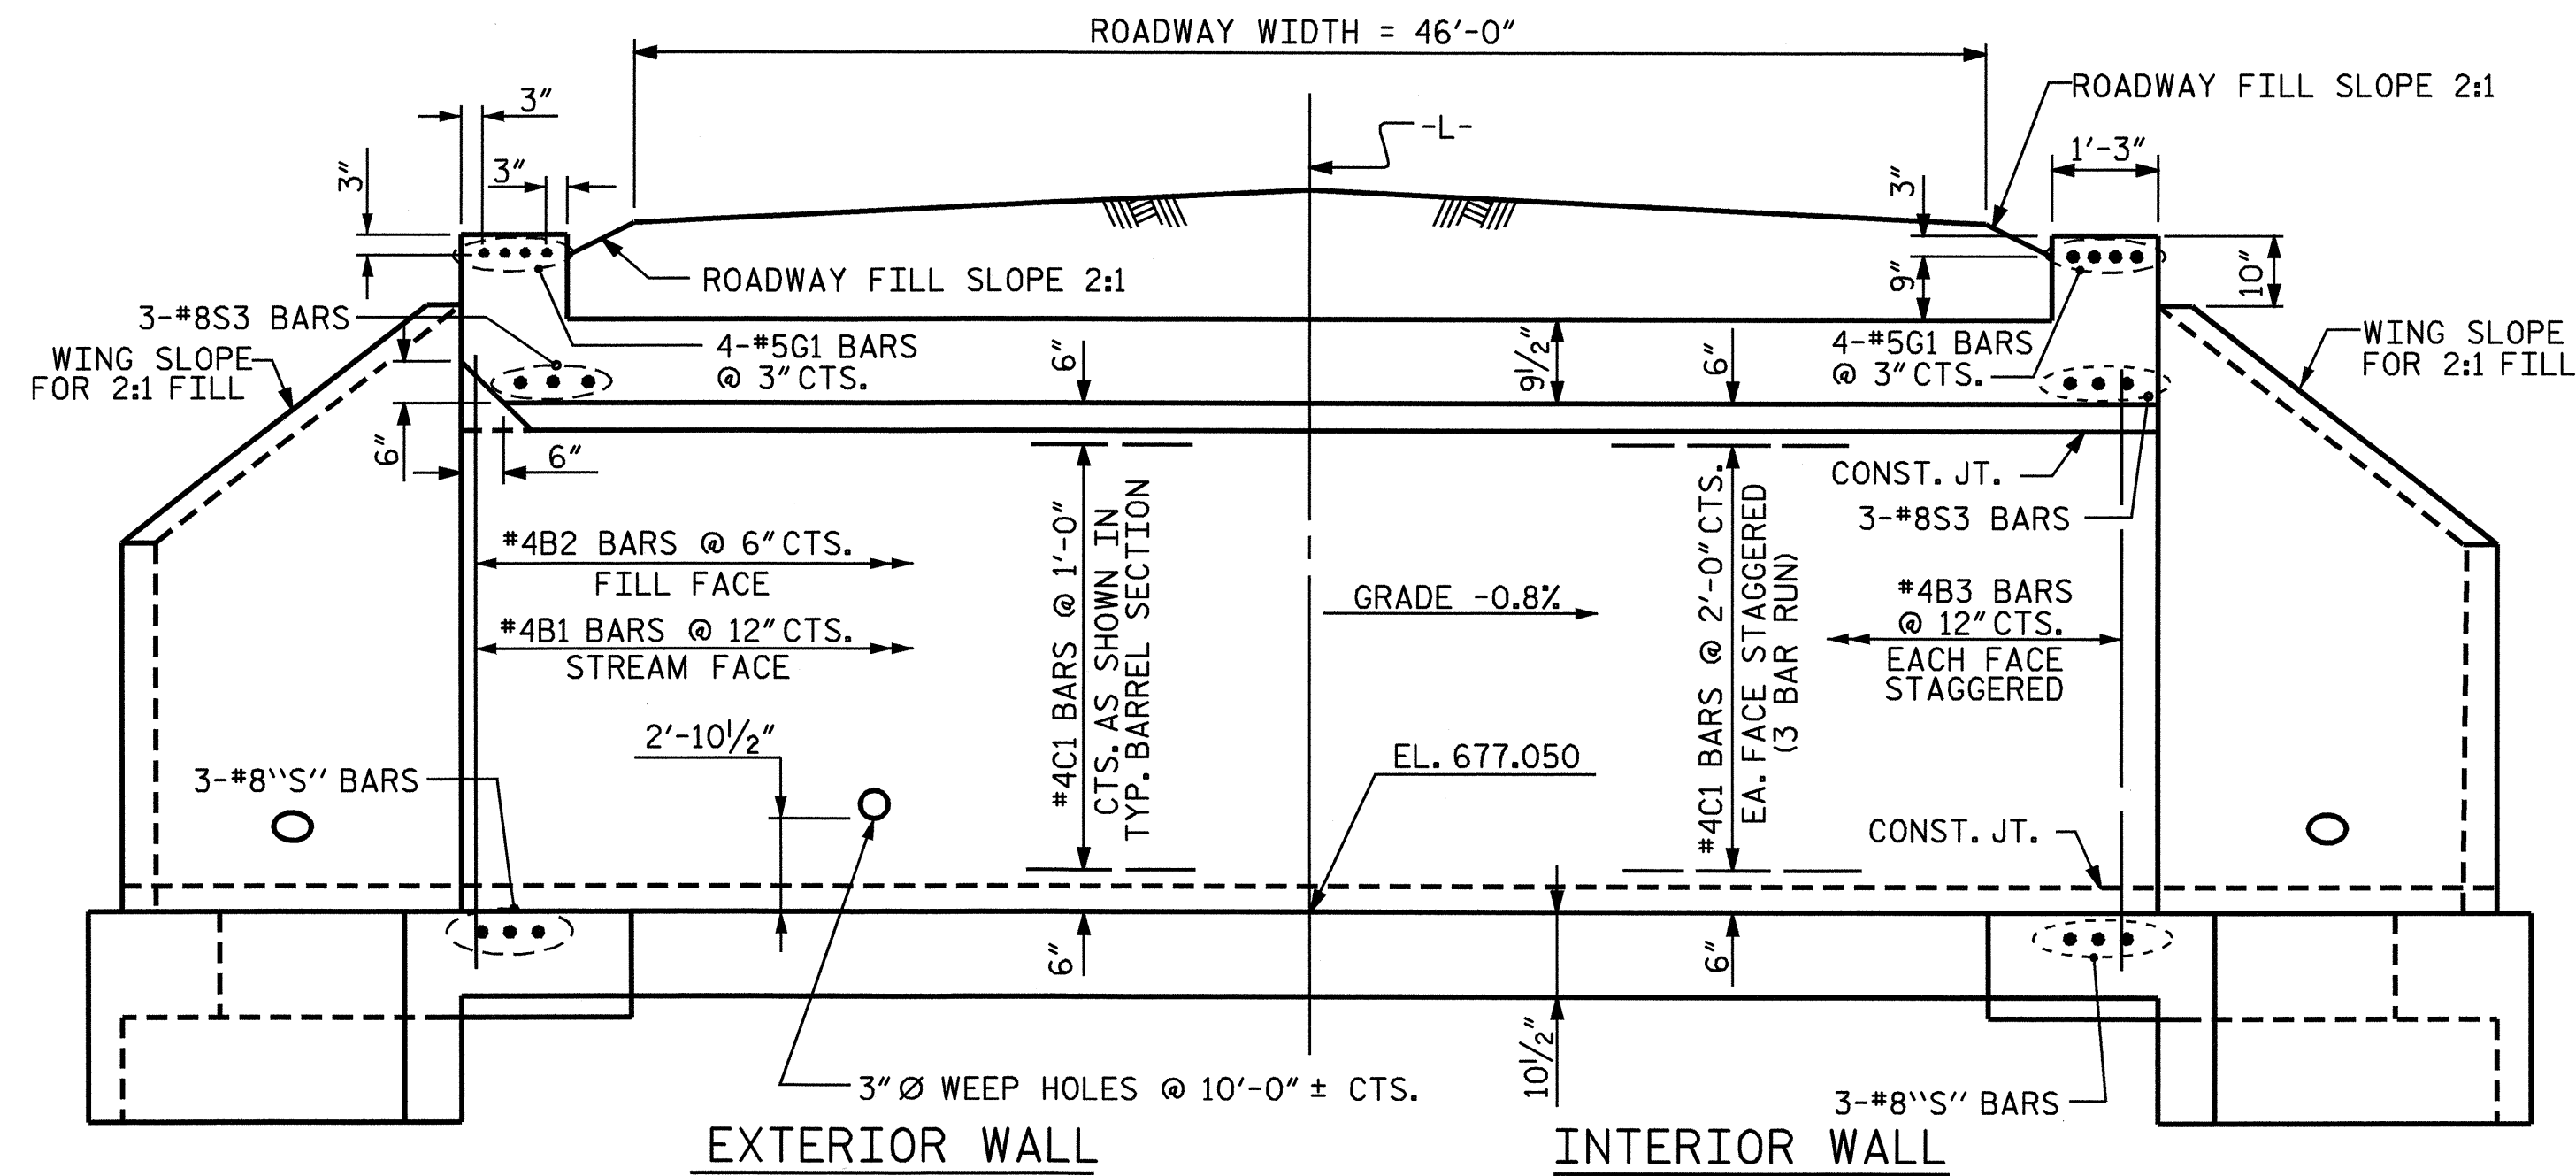 ROADWAY WIDTH = 46'-0"
ROADWAY FILL SLOPE 2:1
3"
-L-
1'-3"
3"
3"
3"
ROADWAY FILL SLOPE 2:1
9"
10"
3-#8S3 BARS
WING SLOPE
FOR 2:1 FILL
4-#5G1 BARS
@ 3" CTS.
6"
9 1/2"
6"
4-#5G1 BARS
@ 3" CTS.
WING SLOPE
FOR 2:1 FILL
6"
6"
CONST. JT.
3-#8S3 BARS
#4B2 BARS @ 6" CTS.
FILL FACE
#4B1 BARS @ 12" CTS.
STREAM FACE
#4C1 BARS @ 1'-0"
CTS. AS SHOWN IN
TYP. BARREL SECTION
GRADE -0.8%
#4C1 BARS @ 2'-0" CTS.
EA. FACE STAGGERED
(3 BAR RUN)
#4B3 BARS
@ 12" CTS.
EACH FACE
STAGGERED
2'-10 1/2"
EL. 677.050
3-#8"S" BARS
CONST. JT.
6"
6"
10 1/2"
3" Ø WEEP HOLES @ 10'-0" ± CTS.
3-#8"S" BARS
EXTERIOR WALL
INTERIOR WALL